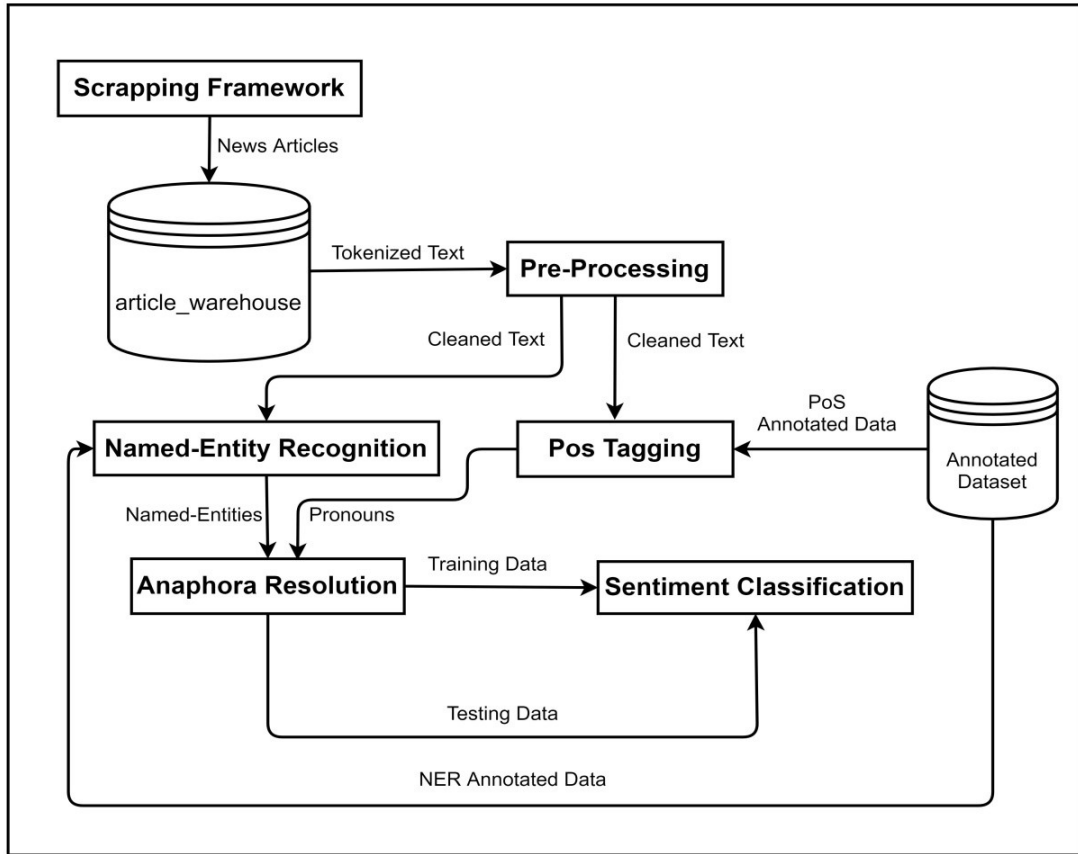 Scrapping Framework
News Articles
article_warehouse
Tokenized Text
Pre-Processing
Cleaned Text
Cleaned Text
PoS
Annotated Data
Annotated
Dataset
Named-Entity Recognition
Pos Tagging
Named-Entities
Pronouns
Anaphora Resolution
Training Data
Sentiment Classification
Testing Data
NER Annotated Data